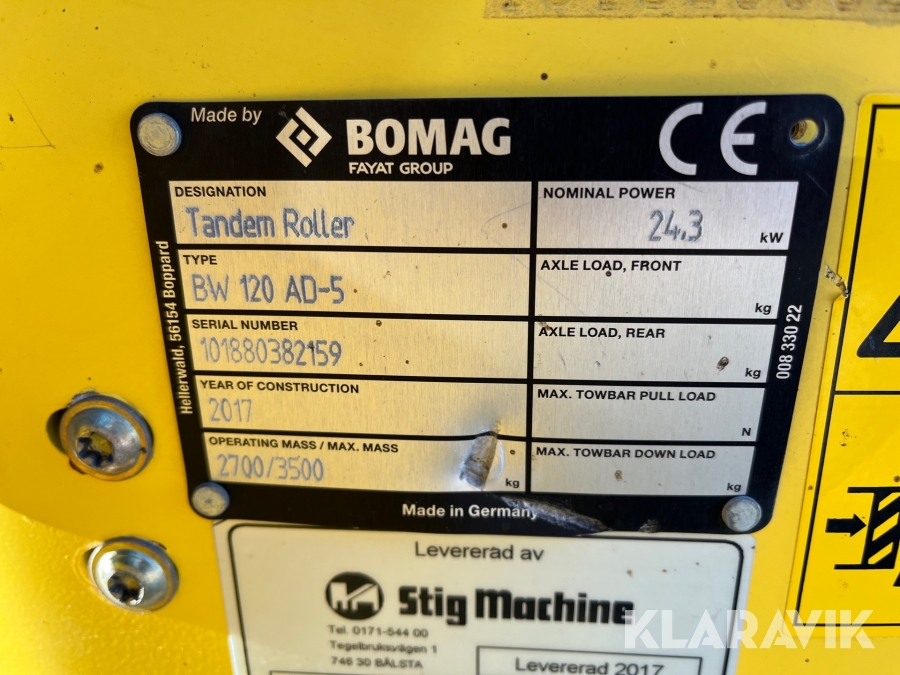 Made by
BOMAG
FAYAT GROUP
CE
DESIGNATION
Tandem Roller
NOMINAL POWER
24,3 kW
TYPE
BW 120 AD-5
AXLE LOAD, FRONT
kg
SERIAL NUMBER
101880382159
AXLE LOAD, REAR
kg
YEAR OF CONSTRUCTION
2017
MAX. TOWBAR PULL LOAD
N
OPERATING MASS / MAX. MASS
2700/3500 kg
MAX. TOWBAR DOWN LOAD
kg
Hellerwald, 56154 Boppard
008 330 22
Made in Germany
Levererad av
Stig Machine
Tel. 0171-544 00
Tegelbruksvägen 1
746 30 BÅLSTA
Levererad 2017
KLARAVIK